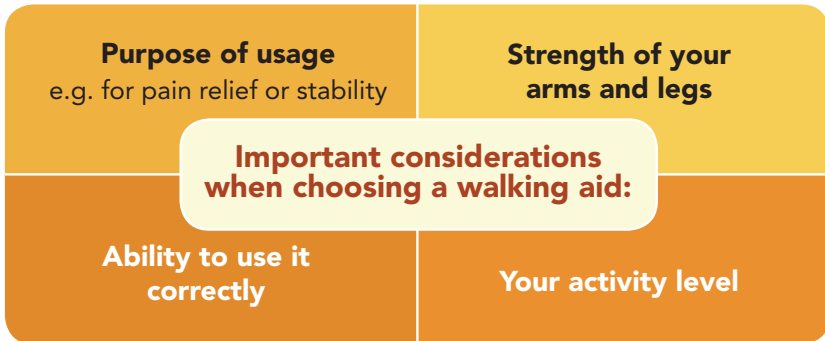 Purpose of usage
e.g. for pain relief or stability
Strength of your
arms and legs
Important considerations
when choosing a walking aid:
Ability to use it
correctly
Your activity level